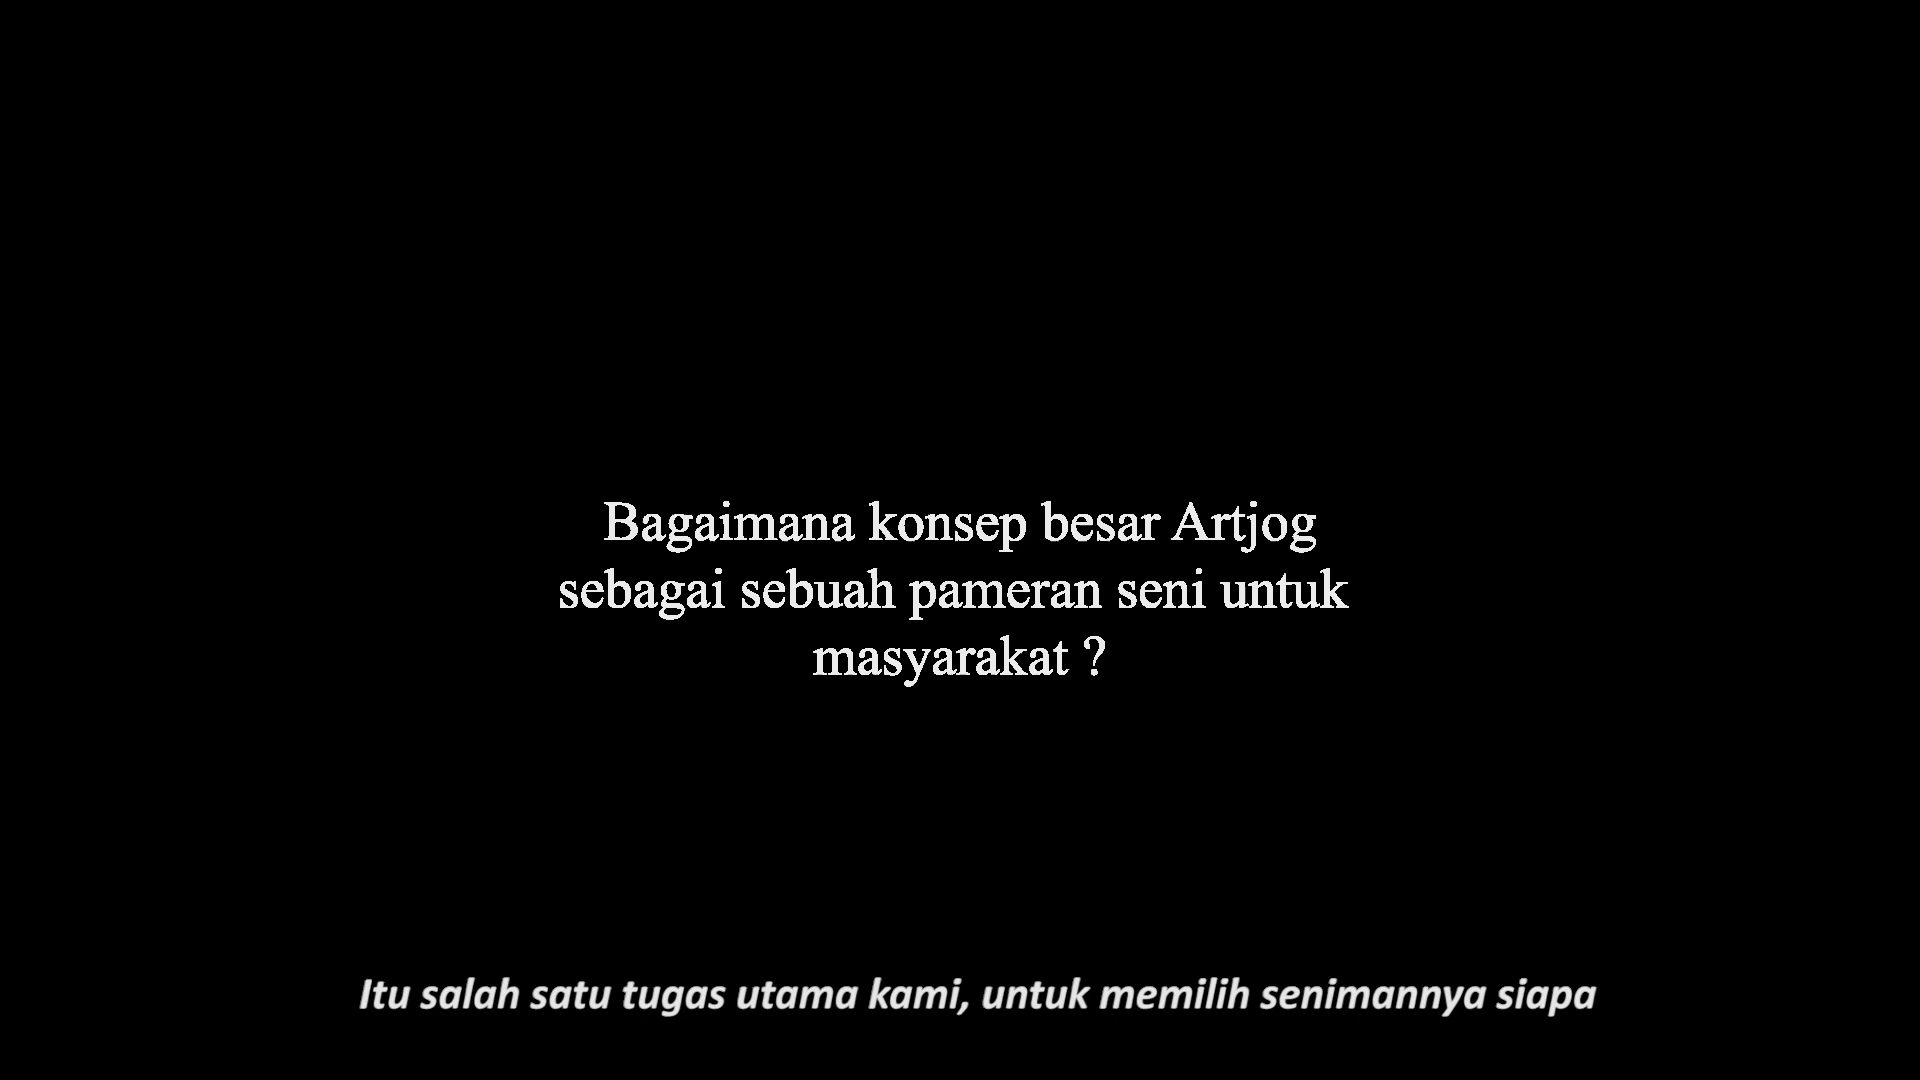 Bagaimana konsep besar Artjog
sebagai sebuah pameran seni untuk
masyarakat ?
Itu salah satu tugas utama kami, untuk memilih senimannya siapa